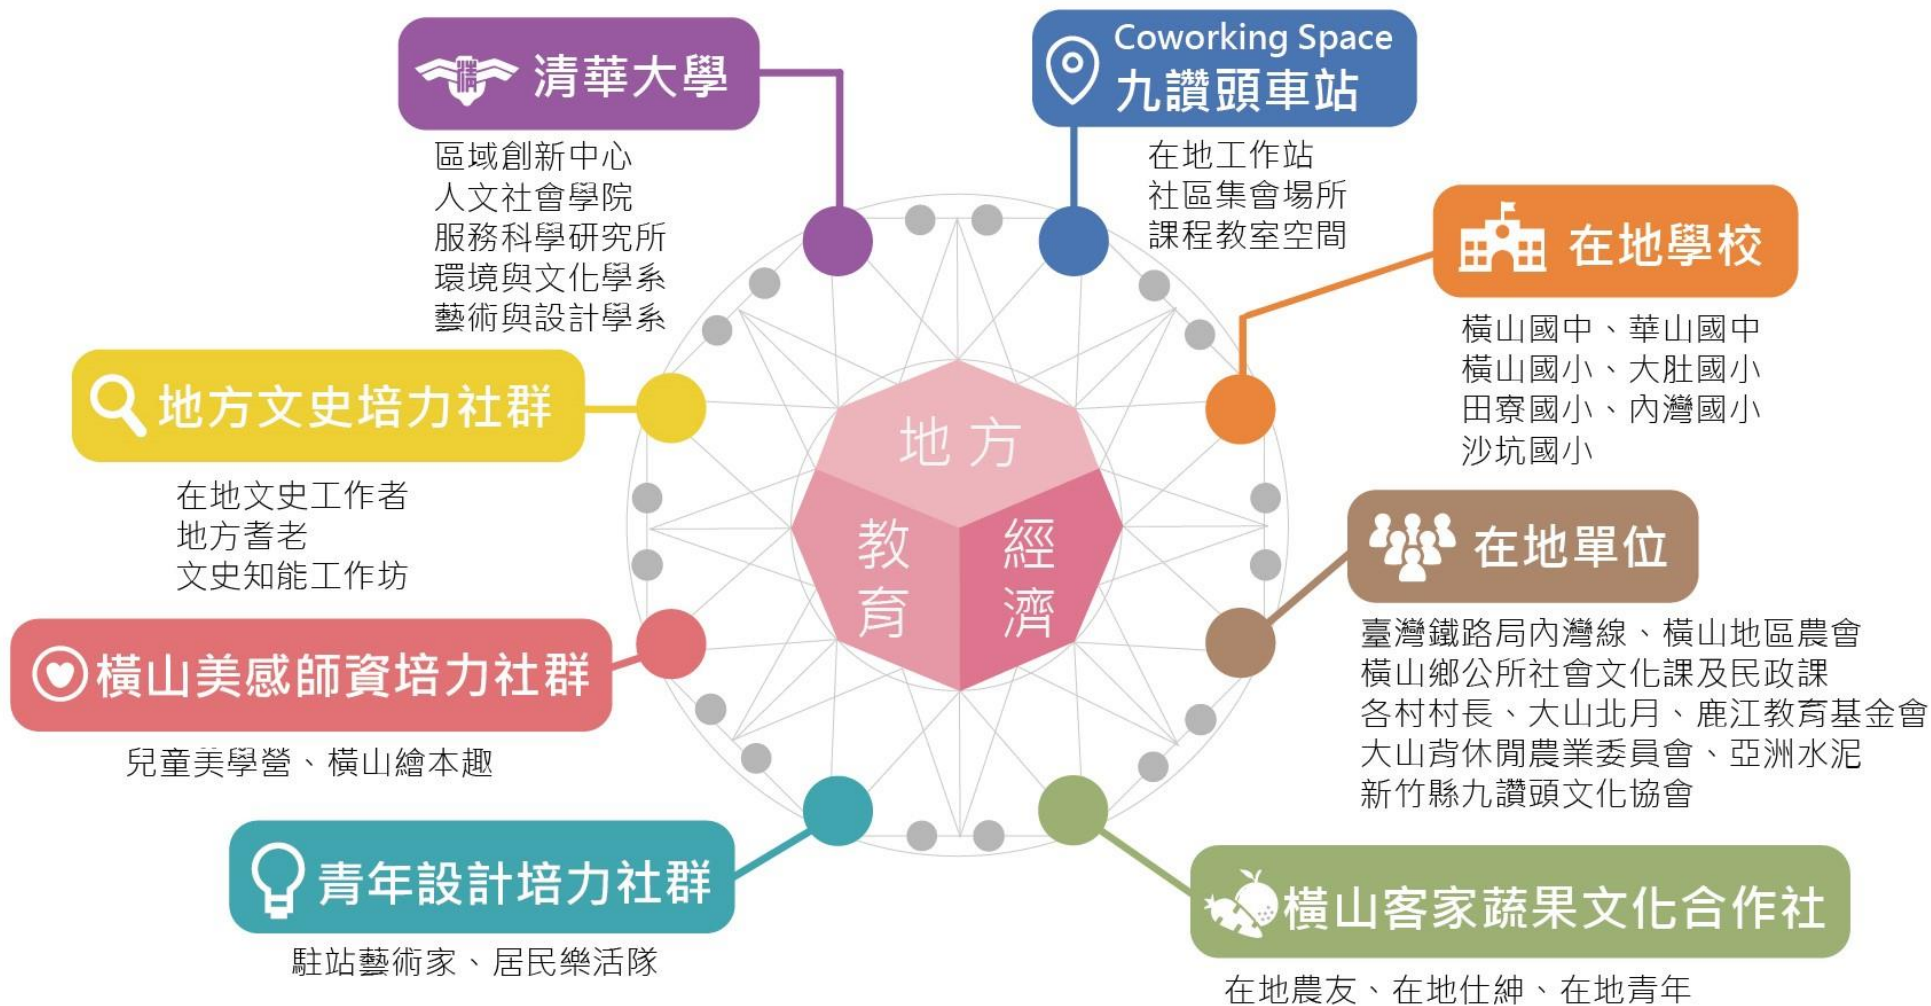 清華大學
區域創新中心
人文社會學院
服務科學研究所
環境與文化學系
藝術與設計學系
Coworking Space
九讚頭車站
在地工作站
社區集會場所
課程教室空間
在地學校
橫山國中、華山國中
橫山國小、大肚國小
田寮國小、內灣國小
沙坑國小
地方文史培力社群
在地文史工作者
地方耆老
文史知能工作坊
地方
教育
經濟
在地單位
臺灣鐵路局內灣線、橫山地區農會
橫山鄉公所社會文化課及民政課
各村村長、大山北月、鹿江教育基金會
大山背休閒農業委員會、亞洲水泥
新竹縣九讚頭文化協會
橫山美感師資培力社群
兒童美學營、橫山繪本趣
青年設計培力社群
駐站藝術家、居民樂活隊
橫山客家蔬果文化合作社
在地農友、在地仕紳、在地青年